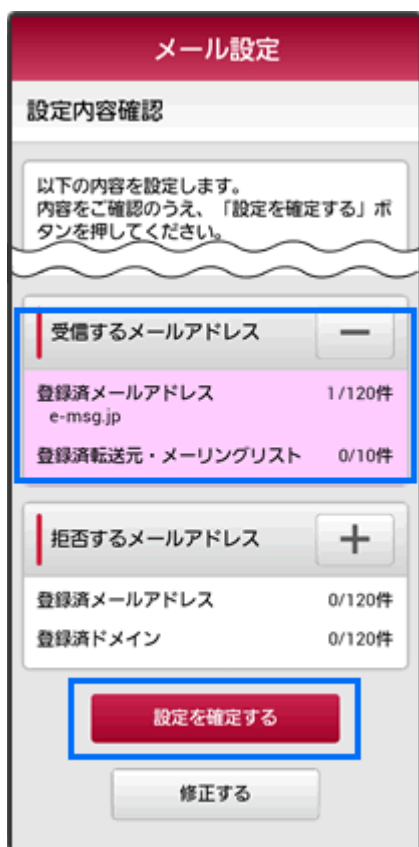 メール設定
設定内容確認
以下の内容を設定します。
内容をご確認のうえ、「設定を確定する」ボ
タンを押してください。
受信するメールアドレス
登録済メールアドレス 1/120件
e-msg.jp
登録済転送元・メーリングリスト 0/10件
拒否するメールアドレス
登録済メールアドレス 0/120件
登録済ドメイン 0/120件
設定を確定する
修正する